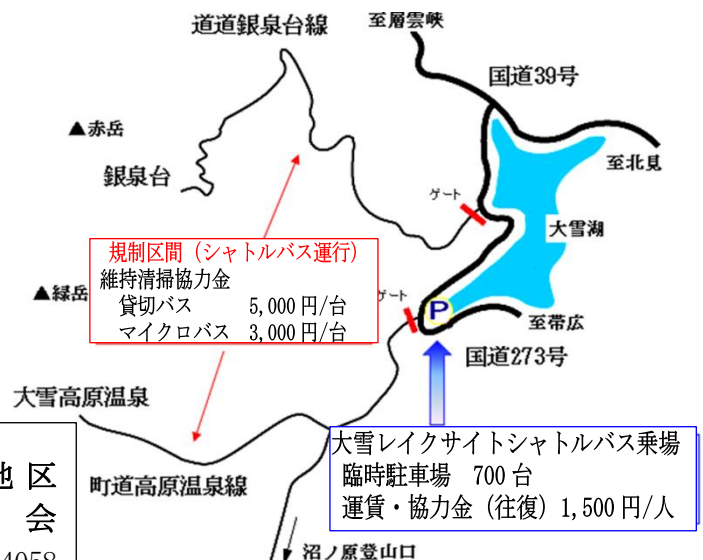 道道銀泉台線
至層雲峡
国道39号
▲赤岳
至北見
銀泉台
ゲート
大雪湖
規制区間（シャトルバス運行）
維持清掃協力金
貸切バス 5,000円/台
マイクロバス 3,000円/台
▲緑岳
ゲート
P
至帯広
国道273号
大雪高原温泉
大雪レイクサイトシャトルバス乗場
臨時駐車場 700台
運賃・協力金（往復）1,500円/人
地区
会
4058
町道高原温泉線
沼ノ原登山口